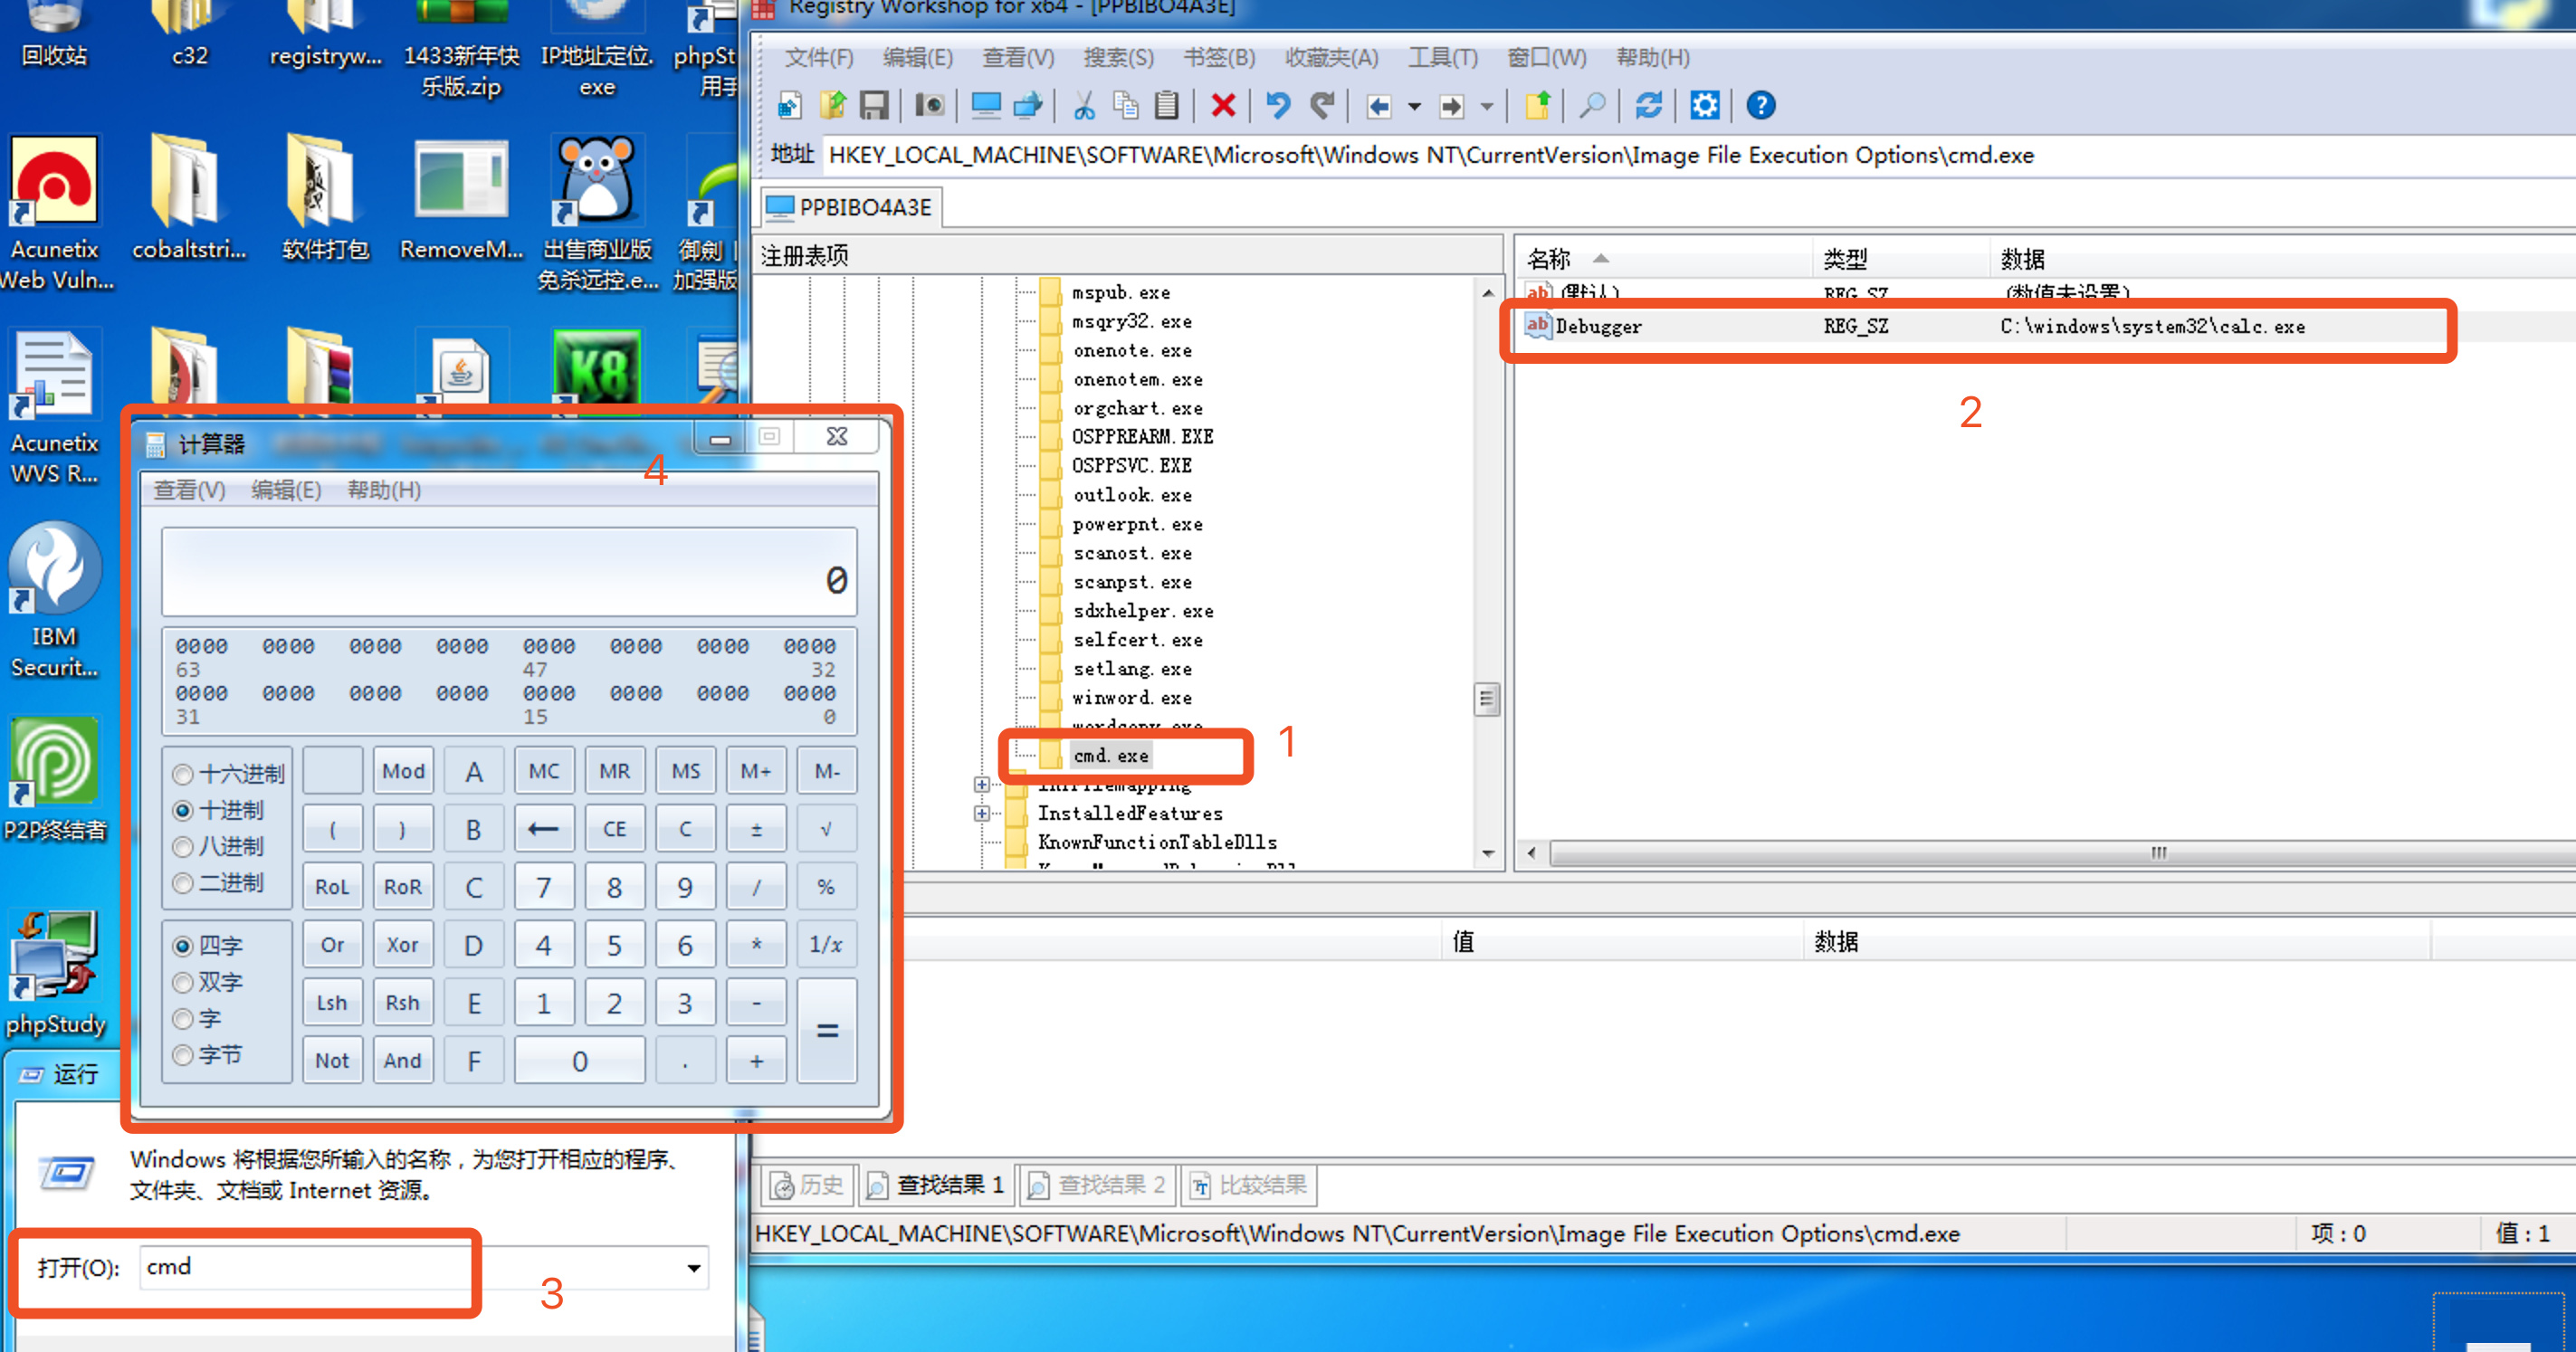 Registry Workshop for x64 - [PPBIBO4A3E]
文件(F) 编辑(E) 查看(V) 搜索(S) 书签(B) 收藏夹(A) 工具(T) 窗口(W) 帮助(H)
地址 HKEY_LOCAL_MACHINE\SOFTWARE\Microsoft\Windows NT\CurrentVersion\Image File Execution Options\cmd.exe
PPBIBO4A3E
注册表项
mspub.exe
msqry32.exe
onenote.exe
onenotem.exe
orgchart.exe
OSPPREARM.EXE
OSPPSVC.EXE
outlook.exe
powerpnt.exe
scanost.exe
scanpst.exe
sdxhelper.exe
selfcert.exe
setlang.exe
winword.exe
wordconv.exe
cmd.exe
1
IniFileMapping
InstalledFeatures
KnownFunctionTableDlls
名称 类型 数据
(默认) REG_SZ (数值未设置)
Debugger REG_SZ C:\windows\system32\calc.exe
2
值 数据
历史 查找结果 1 查找结果 2 比较结果
HKEY_LOCAL_MACHINE\SOFTWARE\Microsoft\Windows NT\CurrentVersion\Image File Execution Options\cmd.exe 项：0 值：1
回收站
c32
registryw...
1433新年快
乐版.zip
IP地址定位.
exe
phpSt
用手
Acunetix
Web Vuln...
cobaltstri...
软件打包
RemoveM...
出售商业版
免杀远控.e...
御劍
加强版
K8
Acunetix
WVS R...
IBM
Securit...
P2P终结者
phpStudy
计算器
4
查看(V) 编辑(E) 帮助(H)
0
0000 0000 0000 0000 0000 0000 0000 0000
63 47 32
0000 0000 0000 0000 0000 0000 0000 0000
31 15 0
十六进制
十进制
八进制
二进制
四字
双字
字
字节
Mod A MC MR MS M+ M-
( ) B ← CE C ± √
RoL RoR C 7 8 9 / %
Or Xor D 4 5 6 * 1/x
Lsh Rsh E 1 2 3 - =
Not And F 0 . +
运行
Windows 将根据您所输入的名称，为您打开相应的程序、
文件夹、文档或 Internet 资源。
打开(O): cmd
3